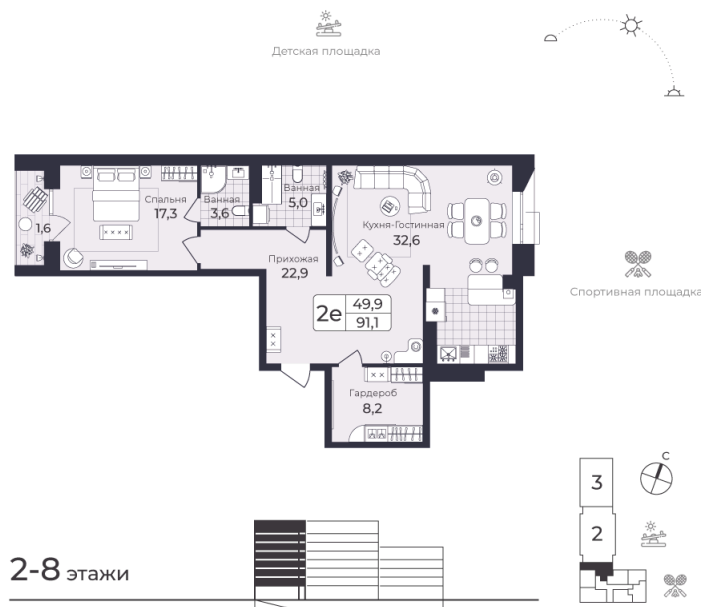 Детская площадка
Спальня
17,3
1,6
Ванная
3,6
Ванная
5,0
Кухня-Гостинная
32,6
Прихожая
22,9
2е
49,9
91,1
Гардероб
8,2
Спортивная площадка
С
3
2
2-8 этажи